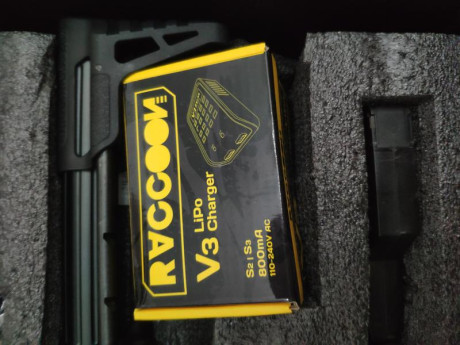 RACCOON
V3 LiPo
Charger
S2 | S3
800mA
110-240V AC